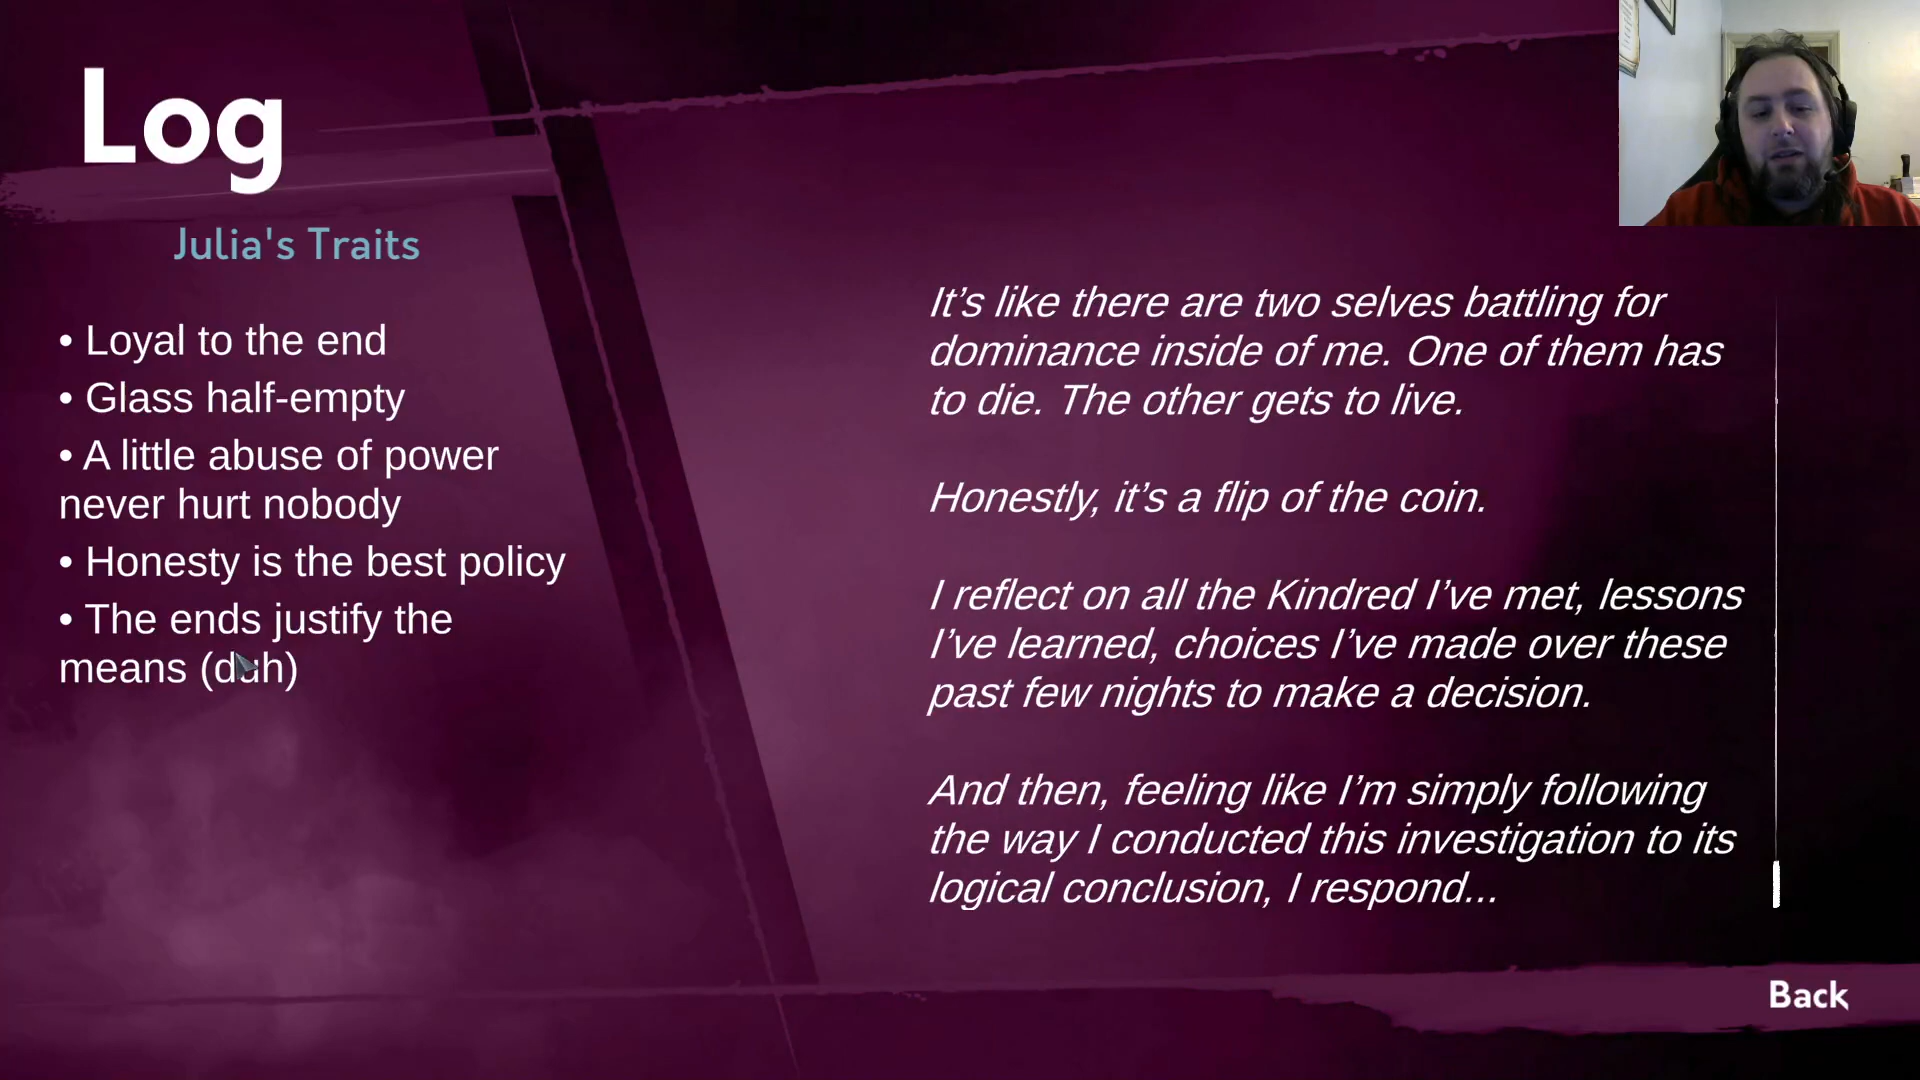 Log
Julia's Traits
• Loyal to the end
• Glass half-empty
• A little abuse of power
never hurt nobody
• Honesty is the best policy
• The ends justify the
means (duh)
It’s like there are two selves battling for
dominance inside of me. One of them has
to die. The other gets to live.
Honestly, it’s a flip of the coin.
I reflect on all the Kindred I’ve met, lessons
I’ve learned, choices I’ve made over these
past few nights to make a decision.
And then, feeling like I’m simply following
the way I conducted this investigation to its
logical conclusion, I respond...
Back